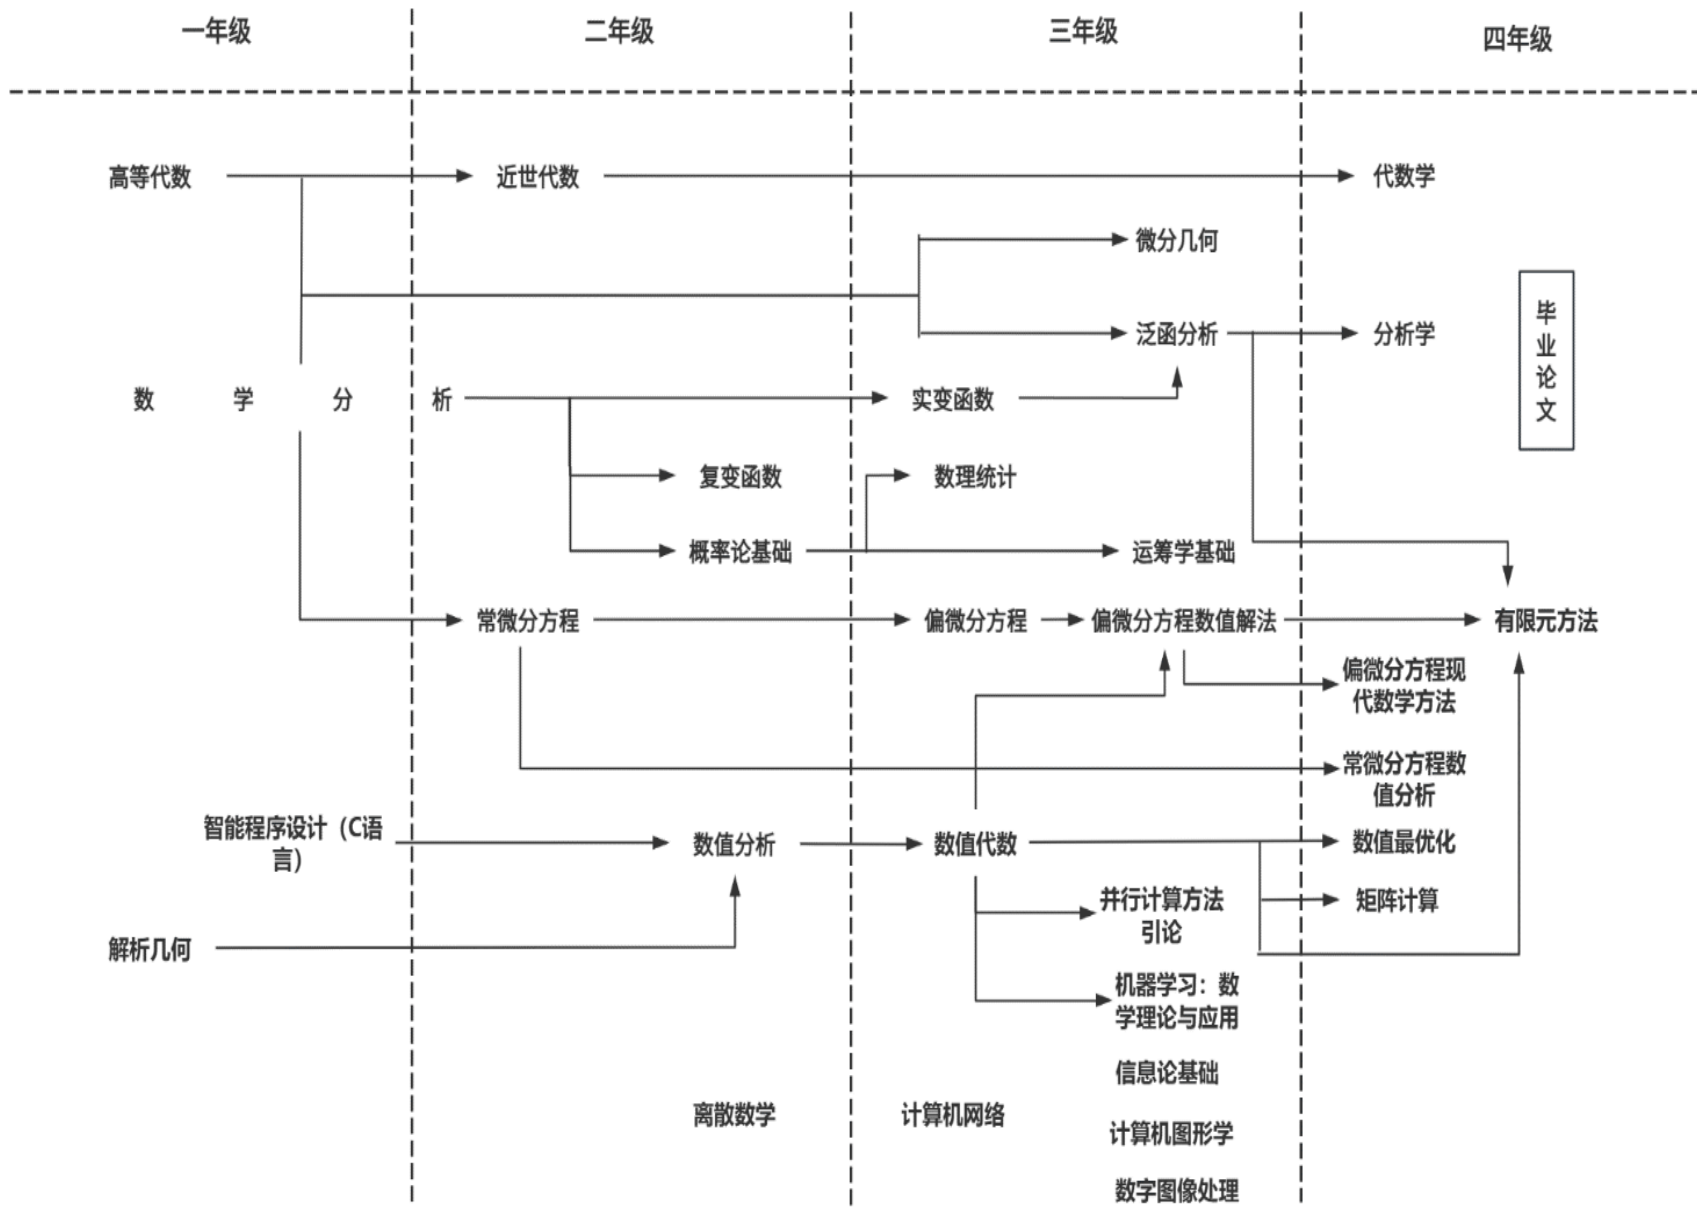 一年级
二年级
三年级
四年级
高等代数
近世代数
代数学
微分几何
泛函分析
分析学
毕
业
论
文
数 学 分 析
实变函数
复变函数
数理统计
概率论基础
运筹学基础
常微分方程
偏微分方程
偏微分方程数值解法
有限元方法
偏微分方程现
代数学方法
常微分方程数
值分析
智能程序设计（C语
言）
数值分析
数值代数
数值最优化
并行计算方法
引论
矩阵计算
解析几何
机器学习：数
学理论与应用
信息论基础
离散数学
计算机网络
计算机图形学
数字图像处理